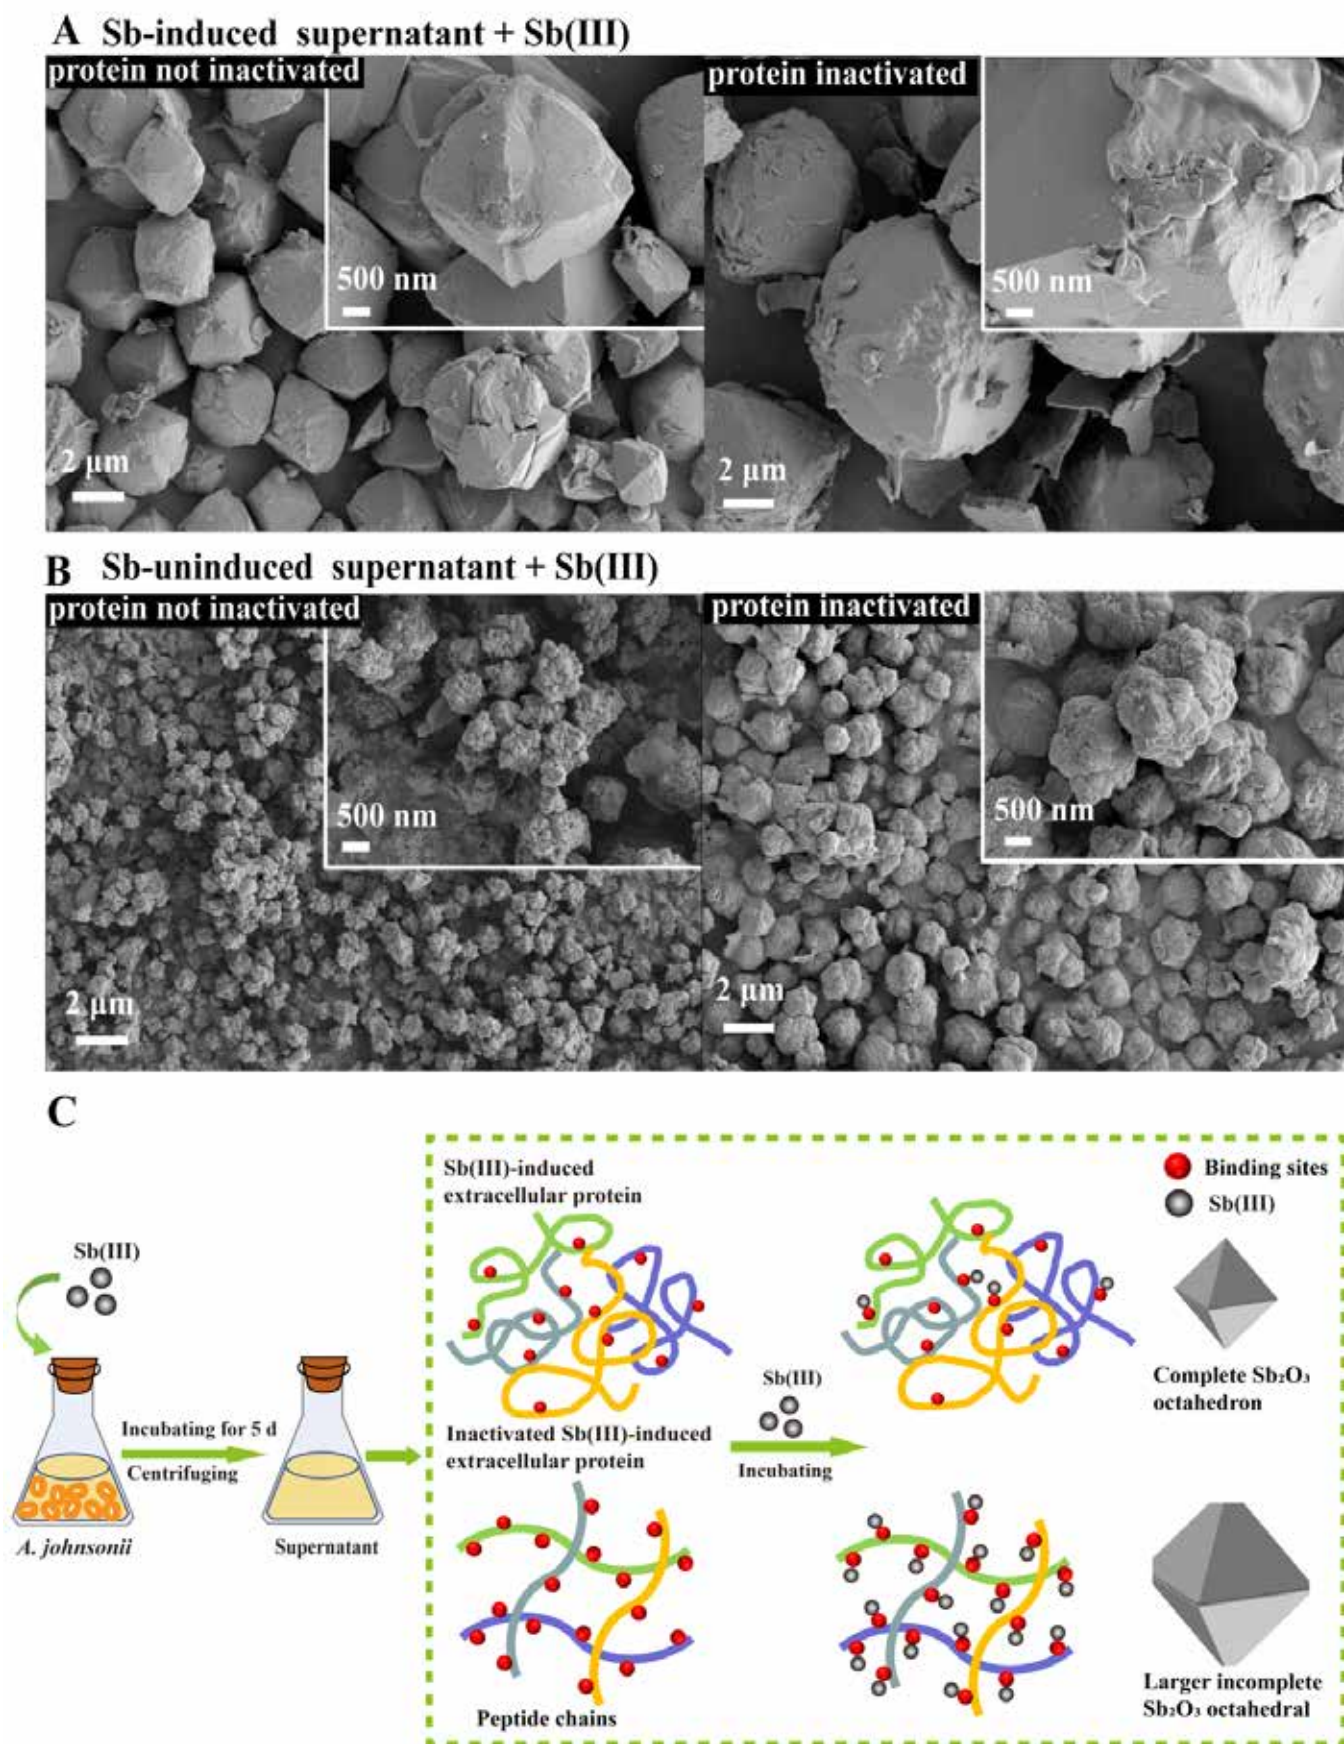 A Sb-induced supernatant + Sb(III)
protein not inactivated
protein inactivated
500 nm
500 nm
2 μm
2 μm
B Sb-uninduced supernatant + Sb(III)
protein not inactivated
protein inactivated
500 nm
500 nm
2 μm
2 μm
C
Sb(III)-induced
extracellular protein
Binding sites
Sb(III)
Sb(III)
Complete Sb₂O₃
octahedron
Sb(III)
Incubating for 5 d
Centrifuging
Inactivated Sb(III)-induced
extracellular protein
Incubating
A. johnsonii
Supernatant
Peptide chains
Larger incomplete
Sb₂O₃ octahedral